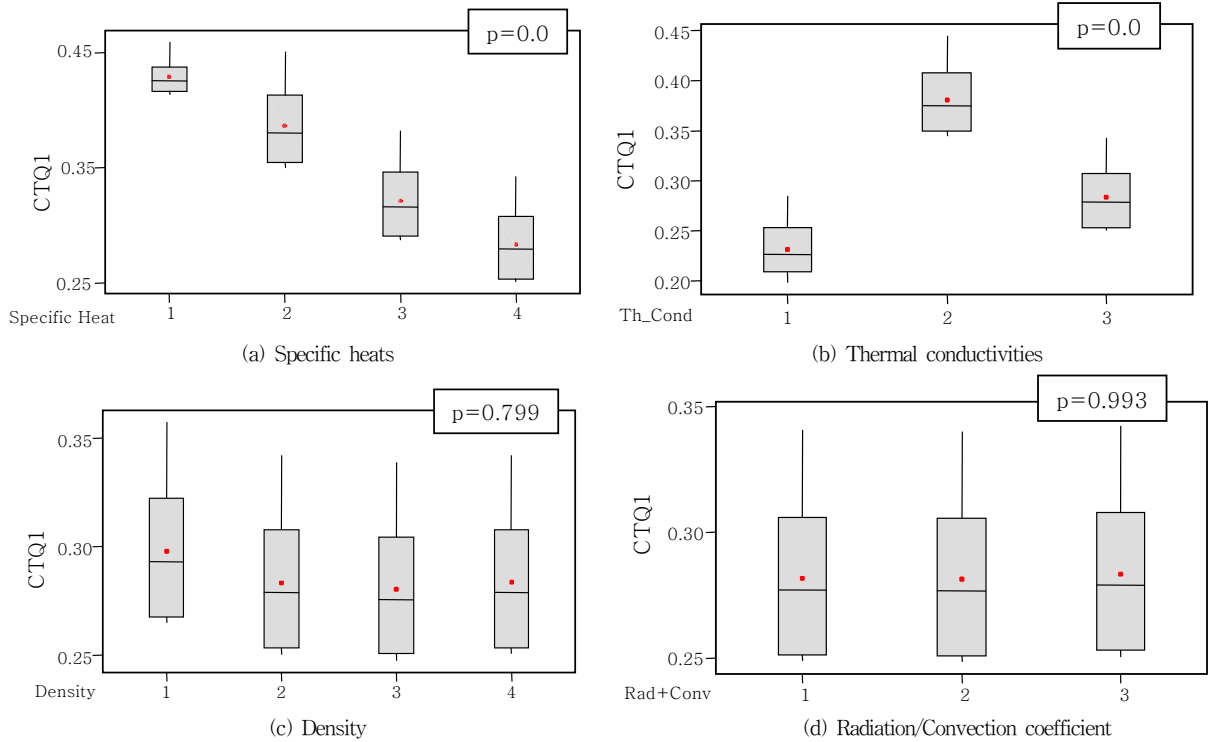 p=0.0
0.45
0.35
0.25
CTQ1
Specific Heat 1 2 3 4
(a) Specific heats
p=0.0
0.45
0.40
0.35
0.30
0.25
0.20
CTQ1
Th_Cond 1 2 3
(b) Thermal conductivities
p=0.799
0.35
0.30
0.25
CTQ1
Density 1 2 3 4
(c) Density
p=0.993
0.35
0.30
0.25
CTQ1
Rad+Conv 1 2 3
(d) Radiation/Convection coefficient